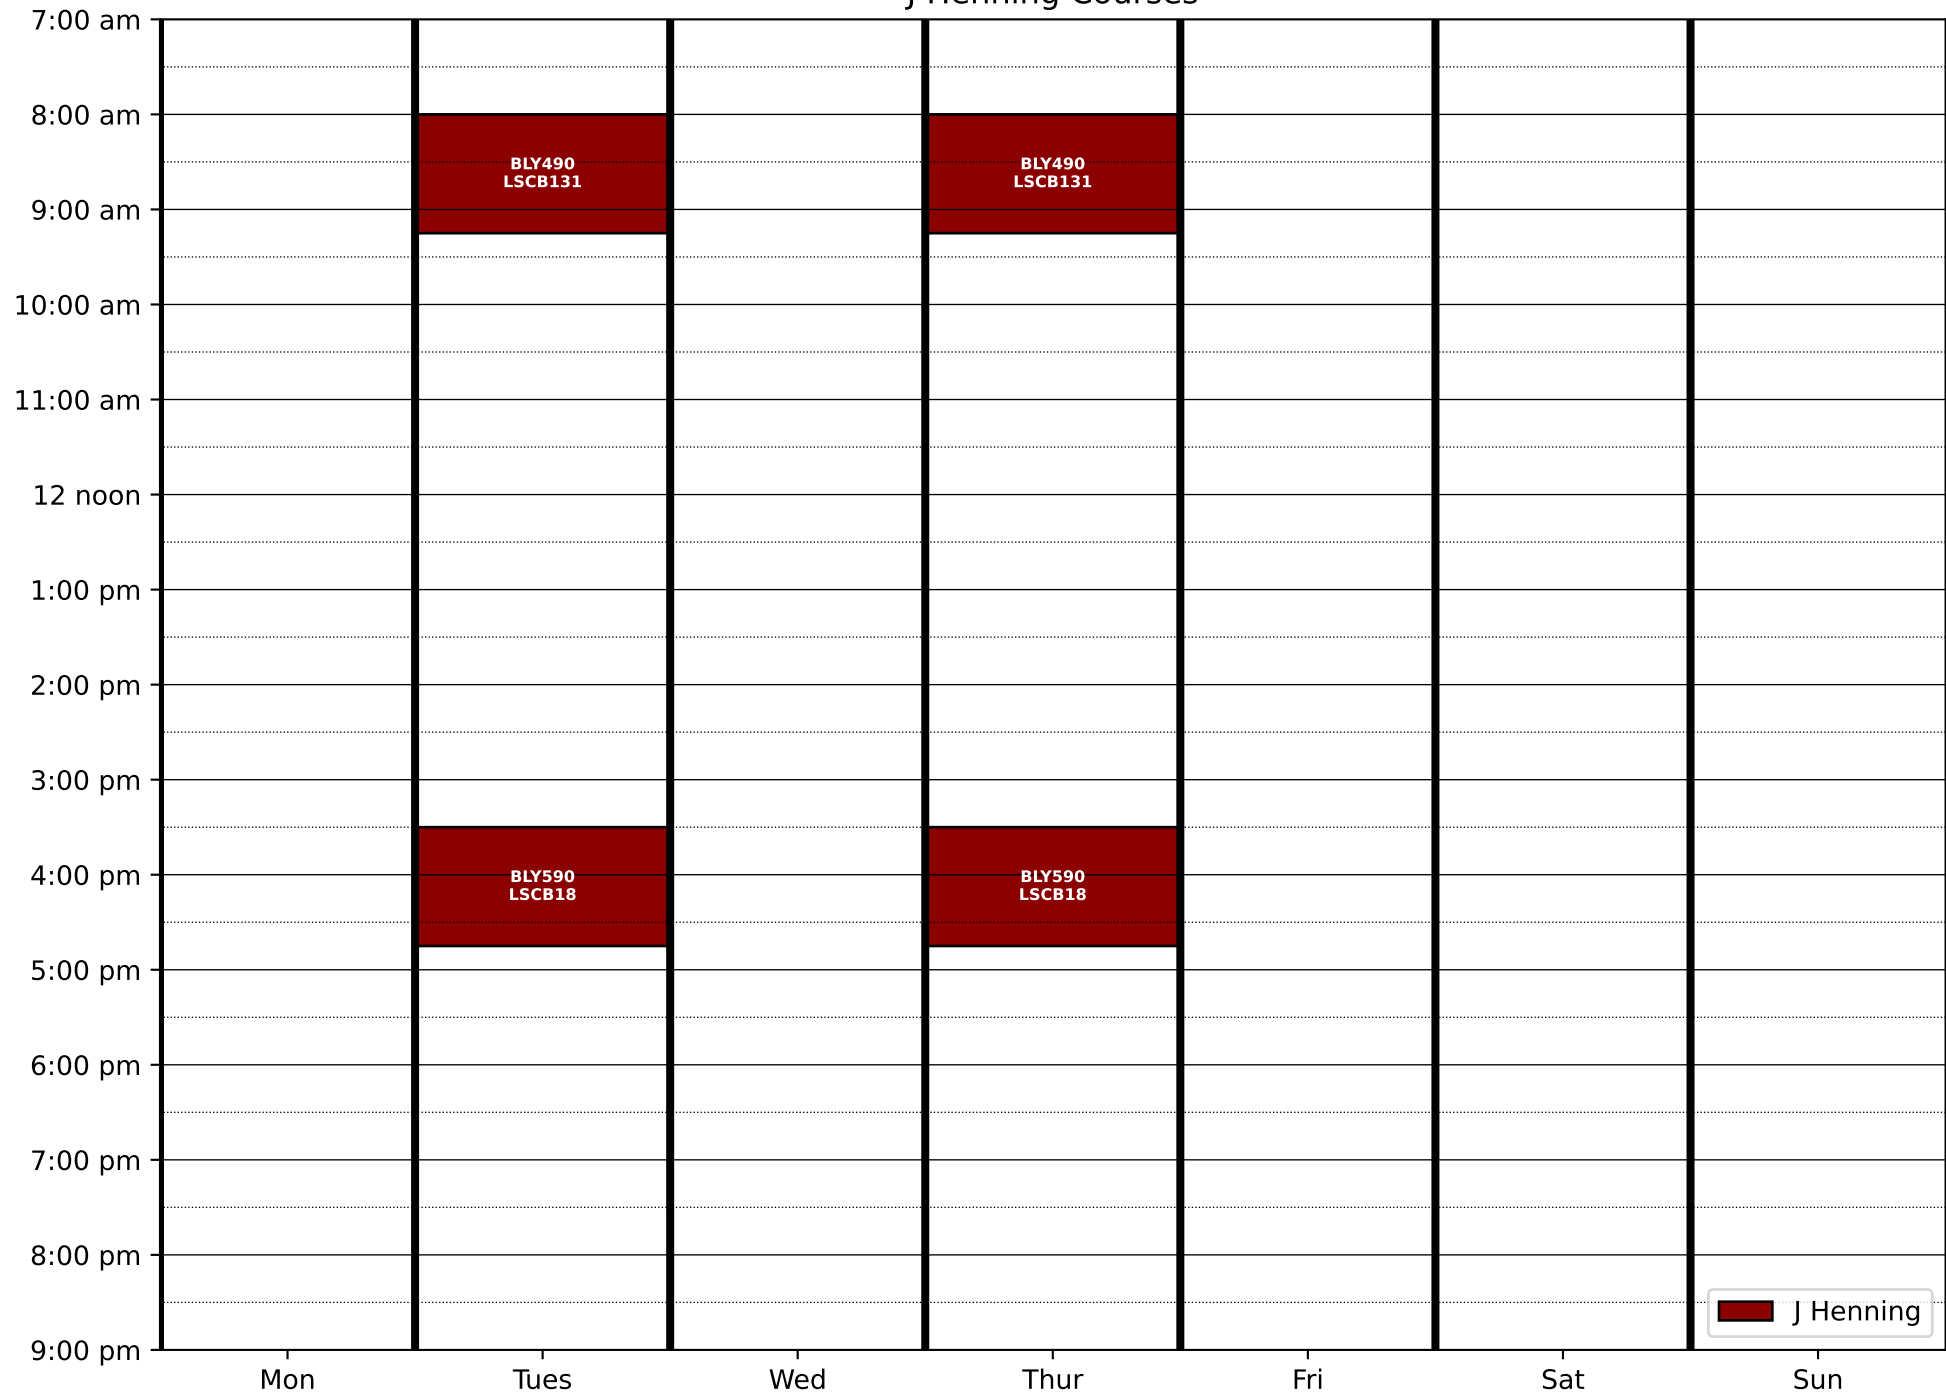 J Henning Courses
7:00 am
8:00 am
BLY490
LSCB131
BLY490
LSCB131
9:00 am
10:00 am
11:00 am
12 noon
1:00 pm
2:00 pm
3:00 pm
4:00 pm
BLY590
LSCB18
BLY590
LSCB18
5:00 pm
6:00 pm
7:00 pm
8:00 pm
J Henning
9:00 pm
Mon Tues Wed Thur Fri Sat Sun